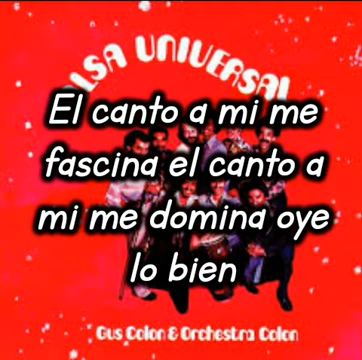 LSA UNIVERSAL
El canto a mi me
fascina el canto a
mi me domina oye
lo bien
Gus Colon & Orchestra Colon